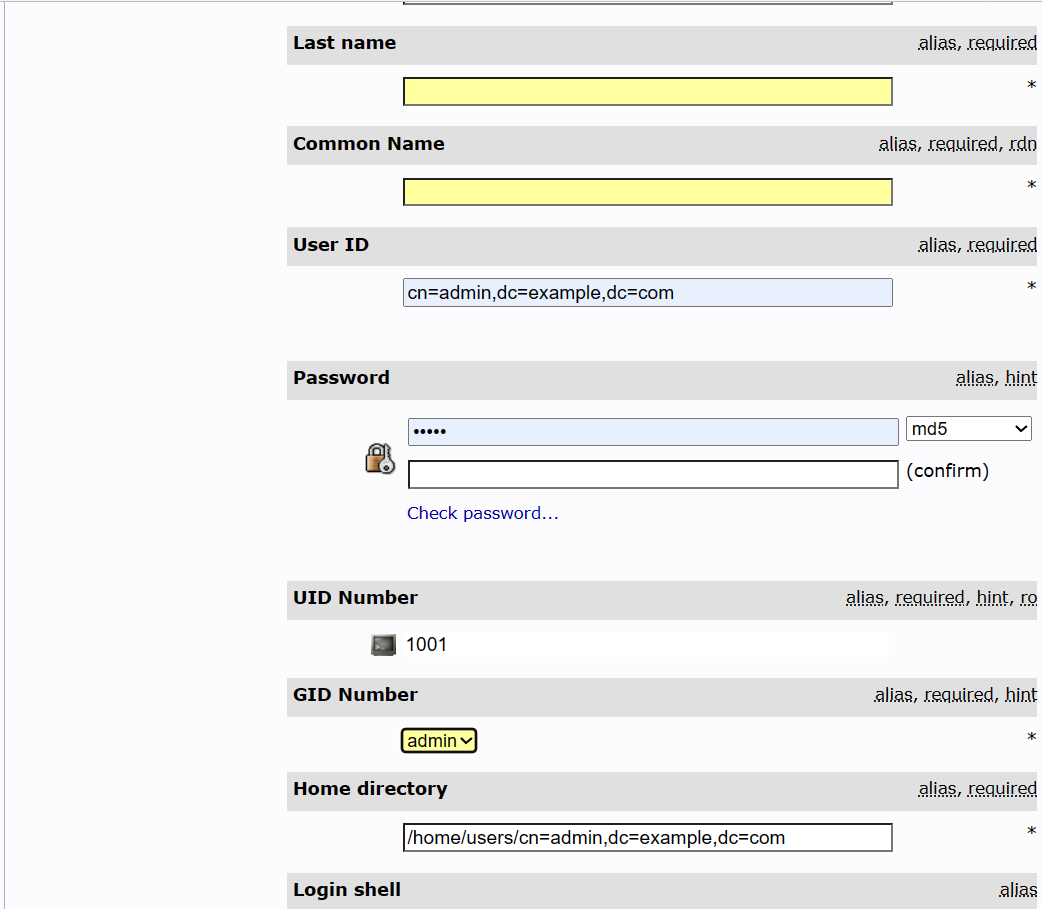 Last name alias, required
*
Common Name alias, required, rdn
*
User ID alias, required
cn=admin,dc=example,dc=com *
Password alias, hint
••••• md5
(confirm)
Check password...
UID Number alias, required, hint, ro
1001
GID Number alias, required, hint
admin *
Home directory alias, required
/home/users/cn=admin,dc=example,dc=com *
Login shell alias